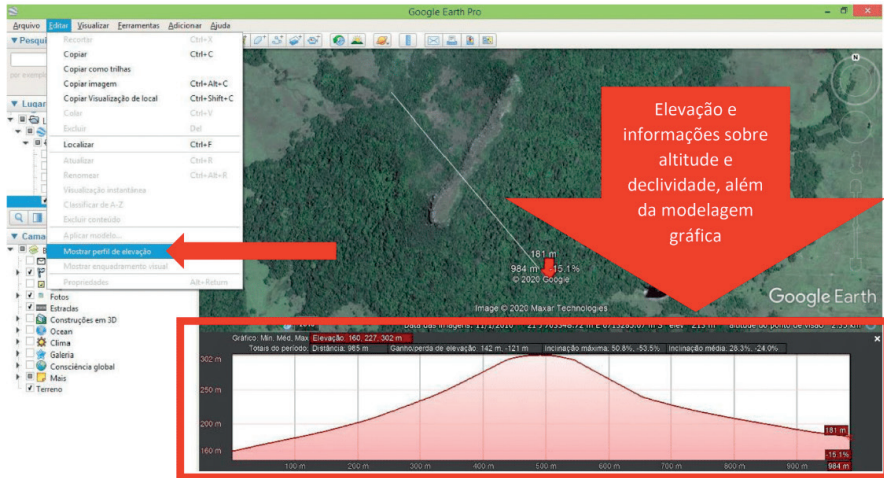 Google Earth Pro
Arquivo Editar Visualizar Ferramentas Adicionar Ajuda
▼ Pesqui
Recortar Ctrl+X
Copiar Ctrl+C
Copiar como trilhas
Copiar imagem Ctrl+Alt+C
Copiar Visualização de local Ctrl+Shift+C
Colar Ctrl+V
Excluir Del
Localizar Ctrl+F
Atualizar Ctrl+R
Renomear Ctrl+Alt+R
Visualização instantânea
Classificar de A-Z
Excluir conteúdo
Aplicar modelo...
Mostrar perfil de elevação
Mostrar enquadramento visual
Propriedades Alt+Return
por exemplo
▼ Lugar
▼ Cama
Fotos
Estradas
Construções em 3D
Ocean
Clima
Galeria
Consciência global
Mais
Terreno
N
Elevação e
informações sobre
altitude e
declividade, além
da modelagem
gráfica
181 m
984 m -15.1%
© 2020 Google
Image © 2020 Maxar Technologies
Google Earth
Gráfico: Mín, Méd, Máx Elevação: 160, 227, 302 m
Totais do período: Distância: 985 m Ganho/perda de elevação: 142 m, -121 m Inclinação máxima: 50.8%, -53.5% Inclinação média: 28.3%, -24.0%
302 m
250 m
200 m
160 m
181 m
-15.1%
100 m 200 m 300 m 400 m 500 m 600 m 700 m 800 m 900 m 984 m